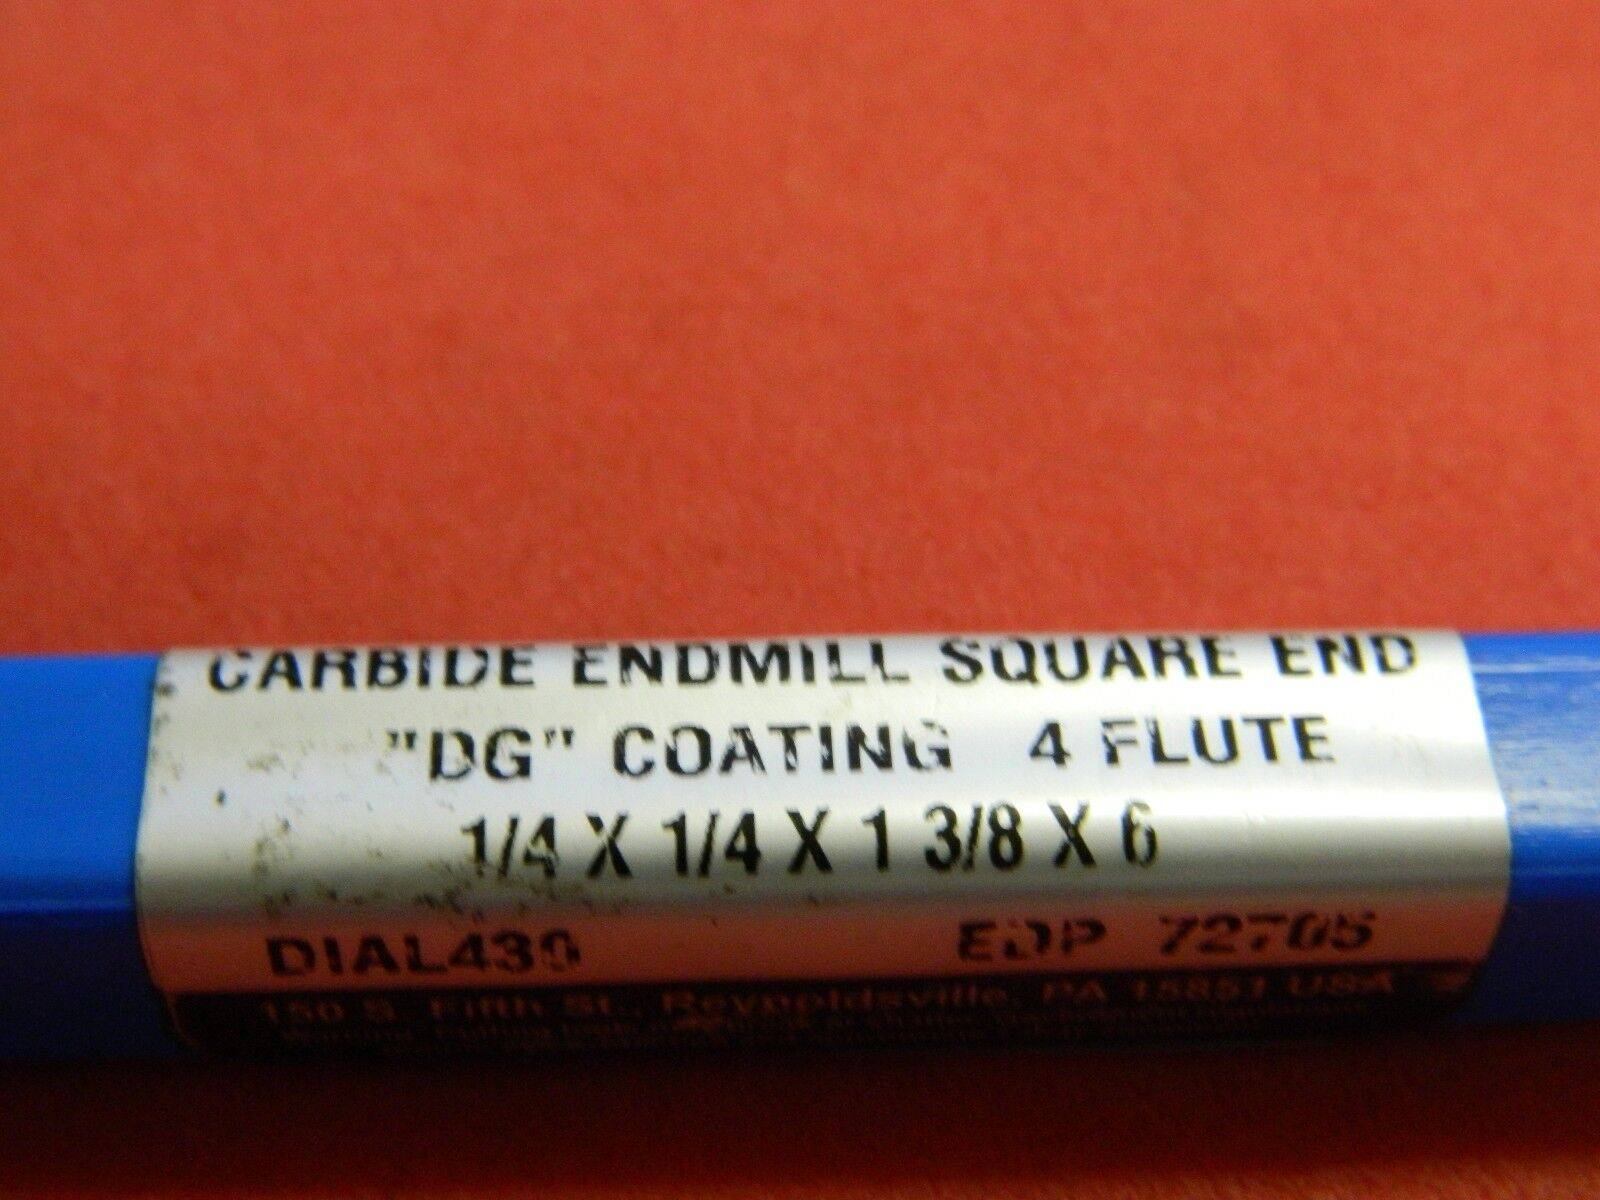 CARBIDE ENDMILL SQUARE END
"DG" COATING 4 FLUTE
1/4 X 1/4 X 1 3/8 X 6
DIAL430 EDP 72705
150 S. Fifth St., Reynoldsville, PA 15851 USA